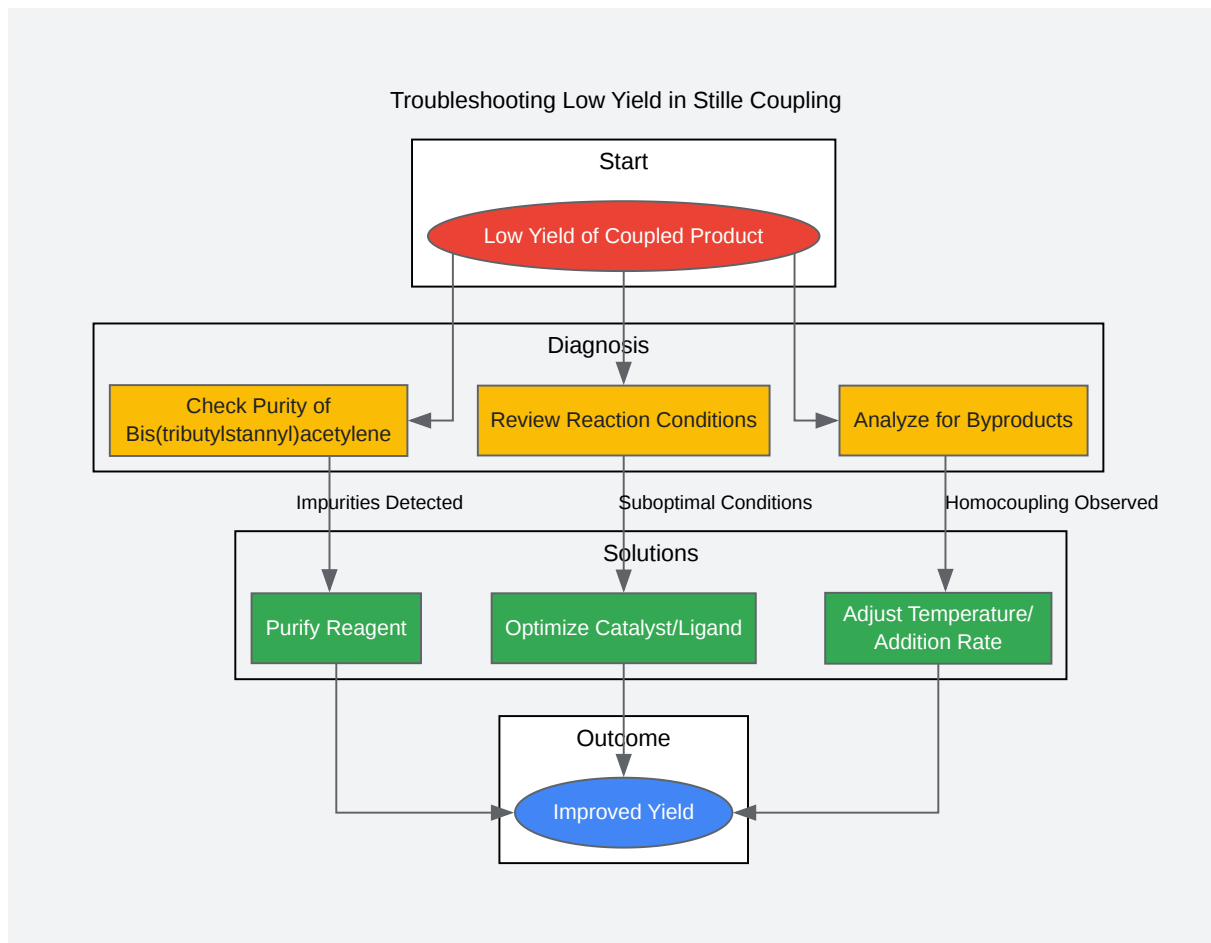 Troubleshooting Low Yield in Stille Coupling
Start
Low Yield of Coupled Product
Diagnosis
Check Purity of
Bis(tributylstannyl)acetylene
Review Reaction Conditions
Analyze for Byproducts
Impurities Detected
Suboptimal Conditions
Homocoupling Observed
Solutions
Purify Reagent
Optimize Catalyst/Ligand
Adjust Temperature/
Addition Rate
Outcome
Improved Yield